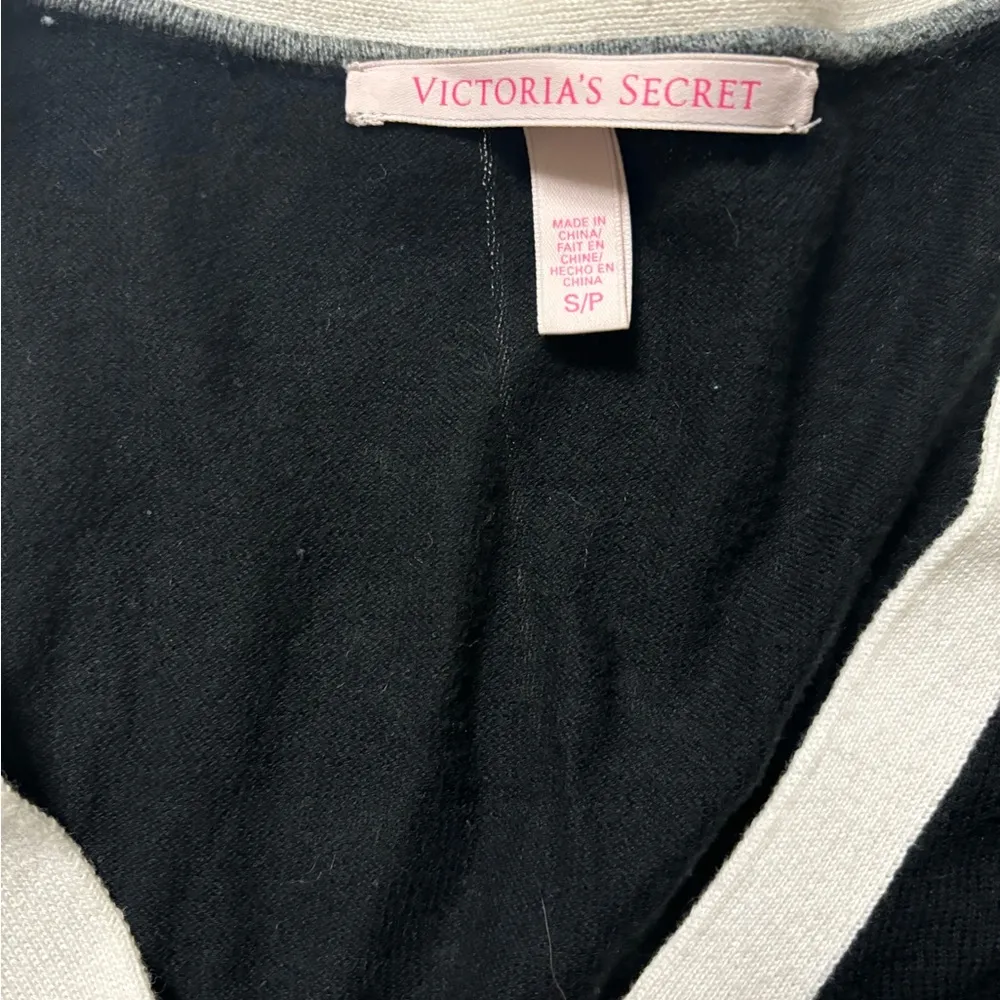 VICTORIA'S SECRET
MADE IN
CHINA/
FAIT EN
CHINE/
HECHO EN
CHINA
S/P